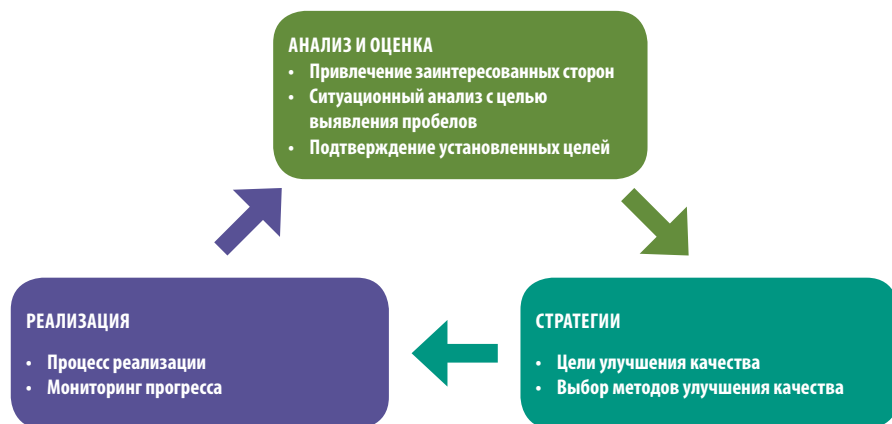 АНАЛИЗ И ОЦЕНКА
• Привлечение заинтересованных сторон
• Ситуационный анализ с целью
выявления пробелов
• Подтверждение установленных целей
РЕАЛИЗАЦИЯ
• Процесс реализации
• Мониторинг прогресса
СТРАТЕГИИ
• Цели улучшения качества
• Выбор методов улучшения качества